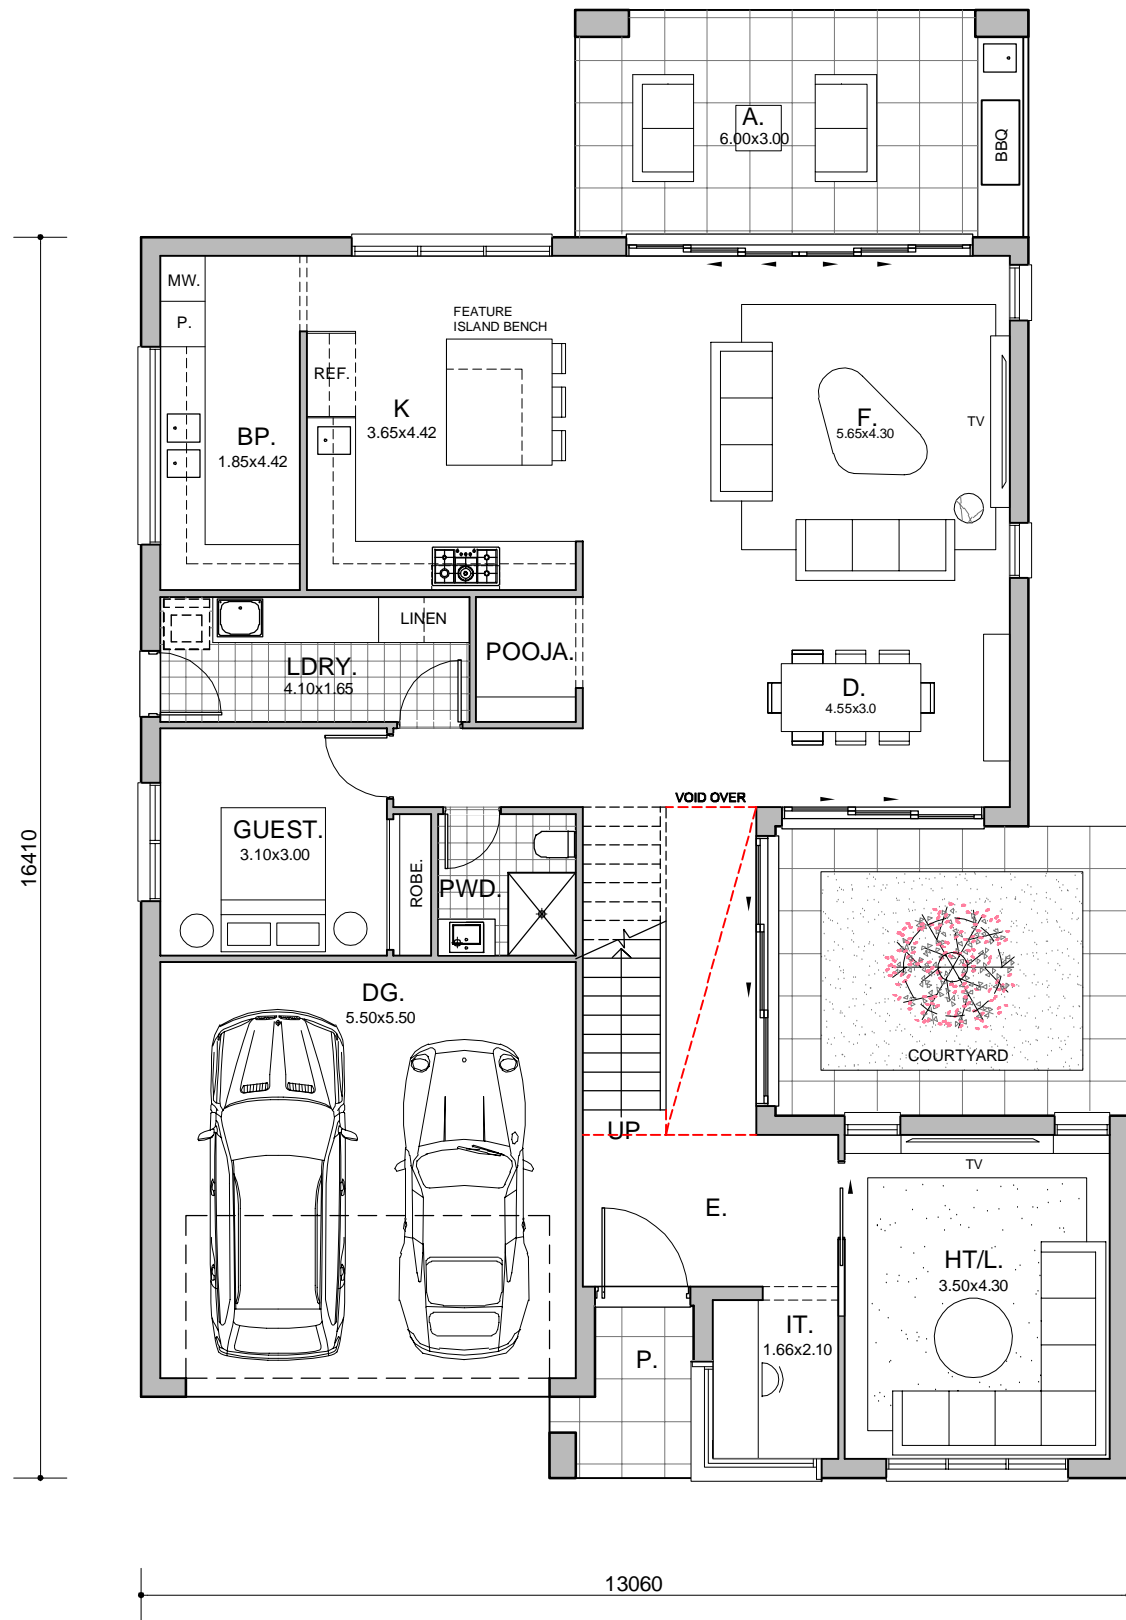 A.
6.00x3.00
BBQ
MW.
P.
FEATURE
ISLAND BENCH
REF.
K
3.65x4.42
BP.
1.85x4.42
F.
5.65x4.30
TV
LINEN
LDRY.
4.10x1.65
POOJA.
D.
4.55x3.0
VOID OVER
GUEST.
3.10x3.00
ROBE.
PWD.
16410
DG.
5.50x5.50
COURTYARD
UP
TV
E.
HT/L.
3.50x4.30
IT.
1.66x2.10
P.
13060